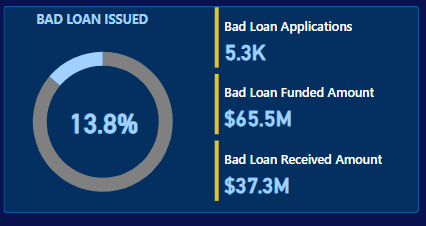 BAD LOAN ISSUED
13.8%
Bad Loan Applications
5.3K
Bad Loan Funded Amount
$65.5M
Bad Loan Received Amount
$37.3M